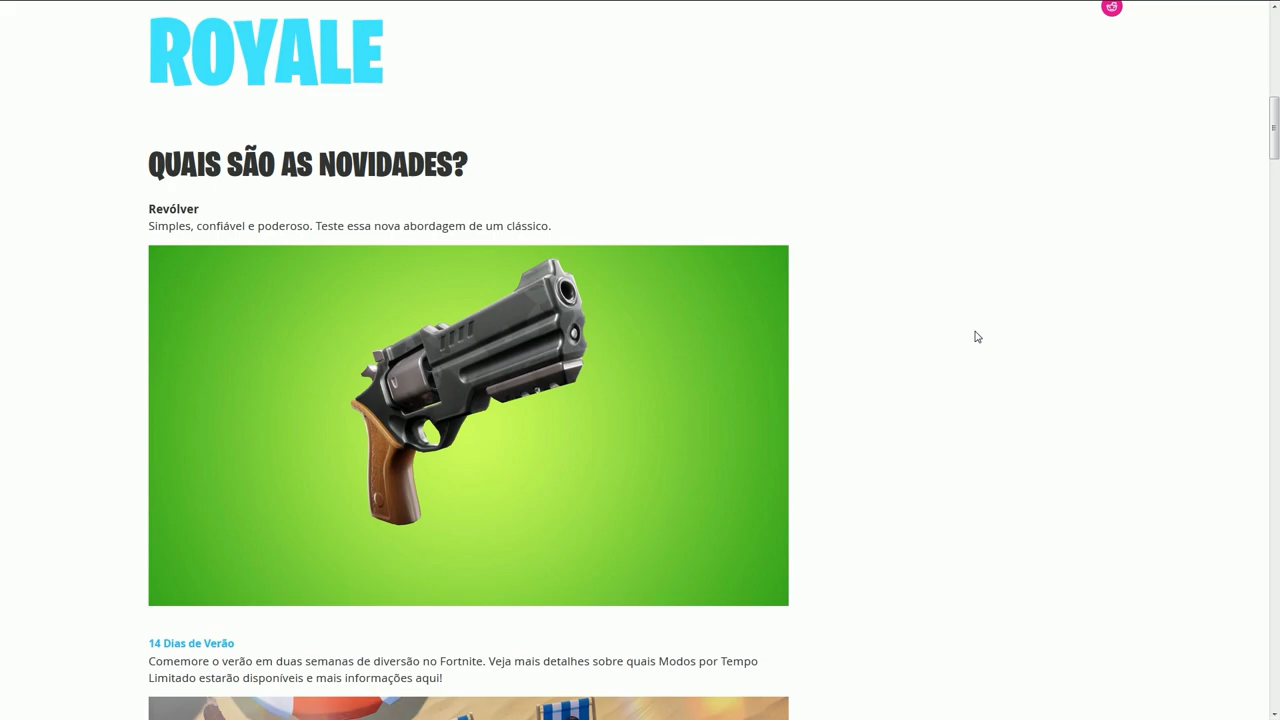 ROYALE
QUAIS SÃO AS NOVIDADES?
Revólver
Simples, confiável e poderoso. Teste essa nova abordagem de um clássico.
14 Dias de Verão
Comemore o verão em duas semanas de diversão no Fortnite. Veja mais detalhes sobre quais Modos por Tempo
Limitado estarão disponíveis e mais informações aqui!